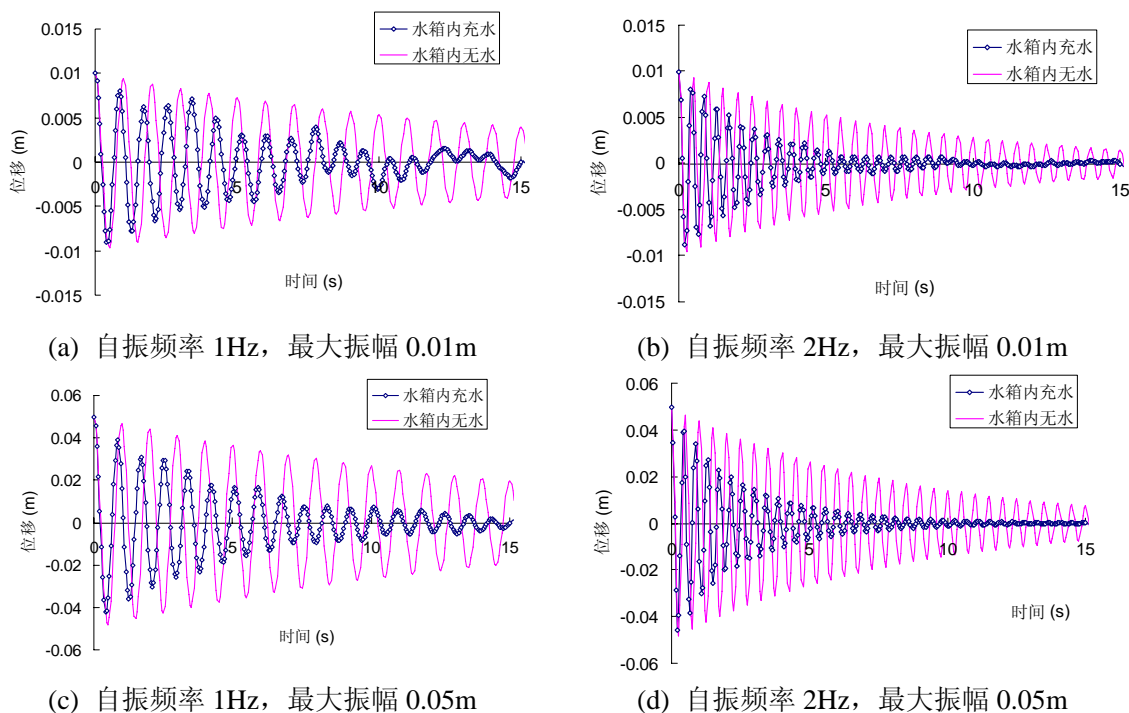 0.015
0.010
0.005
0
-0.005
-0.010
-0.015
位移 (m)
0
5
10
15
时间 (s)
水箱内充水
水箱内无水
(a) 自振频率 1Hz，最大振幅 0.01m
0.015
0.010
0.005
0
-0.005
-0.01
-0.015
位移 (m)
0
5
10
15
时间 (s)
水箱内充水
水箱内无水
(b) 自振频率 2Hz，最大振幅 0.01m
0.06
0.04
0.02
0
-0.02
-0.04
-0.06
位移 (m)
0
5
10
15
时间 (s)
水箱内充水
水箱内无水
(c) 自振频率 1Hz，最大振幅 0.05m
0.06
0.04
0.02
0
-0.02
-0.04
-0.06
位移 (m)
0
5
10
15
时间 (s)
水箱内充水
水箱内无水
(d) 自振频率 2Hz，最大振幅 0.05m